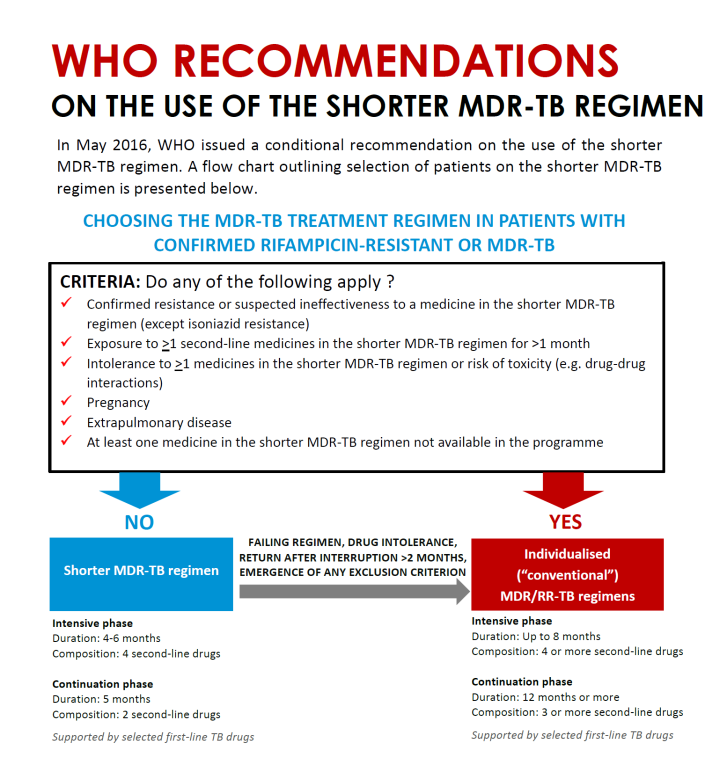 WHO RECOMMENDATIONS
ON THE USE OF THE SHORTER MDR-TB REGIMEN
In May 2016, WHO issued a conditional recommendation on the use of the shorter
MDR-TB regimen. A flow chart outlining selection of patients on the shorter MDR-TB
regimen is presented below.
CHOOSING THE MDR-TB TREATMENT REGIMEN IN PATIENTS WITH
CONFIRMED RIFAMPICIN-RESISTANT OR MDR-TB
CRITERIA: Do any of the following apply ?
✓ Confirmed resistance or suspected ineffectiveness to a medicine in the shorter MDR-TB
regimen (except isoniazid resistance)
✓ Exposure to ≥1 second-line medicines in the shorter MDR-TB regimen for >1 month
✓ Intolerance to ≥1 medicines in the shorter MDR-TB regimen or risk of toxicity (e.g. drug-drug
interactions)
✓ Pregnancy
✓ Extrapulmonary disease
✓ At least one medicine in the shorter MDR-TB regimen not available in the programme
NO
Shorter MDR-TB regimen
FAILING REGIMEN, DRUG INTOLERANCE,
RETURN AFTER INTERRUPTION >2 MONTHS,
EMERGENCE OF ANY EXCLUSION CRITERION
YES
Individualised
(“conventional”)
MDR/RR-TB regimens
Intensive phase
Duration: 4-6 months
Composition: 4 second-line drugs
Continuation phase
Duration: 5 months
Composition: 2 second-line drugs
Supported by selected first-line TB drugs
Intensive phase
Duration: Up to 8 months
Composition: 4 or more second-line drugs
Continuation phase
Duration: 12 months or more
Composition: 3 or more second-line drugs
Supported by selected first-line TB drugs